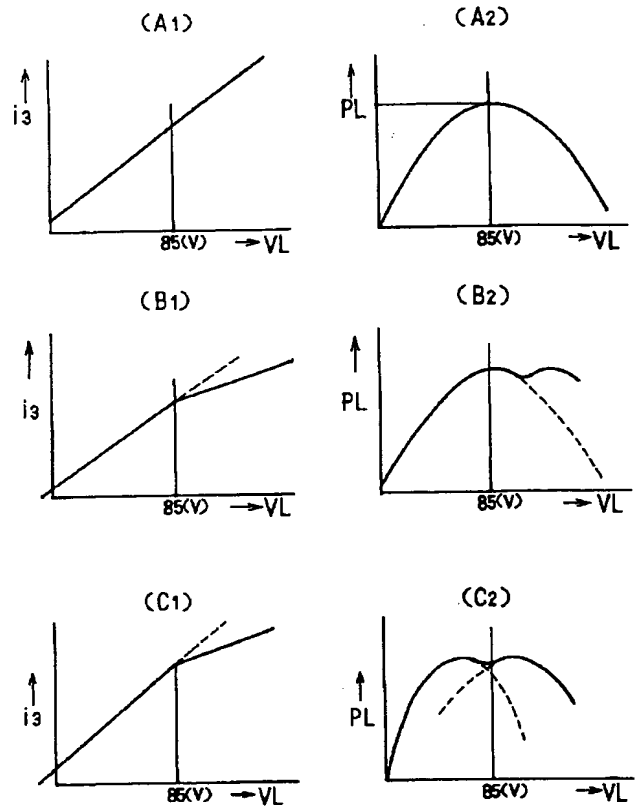 (A1)
(A2)
↑
i3
85(V) →VL
↑
PL
85(V) →VL
(B1)
(B2)
↑
i3
85(V) →VL
↑
PL
85(V) →VL
(C1)
(C2)
↑
i3
85(V) →VL
↑
PL
85(V) →VL